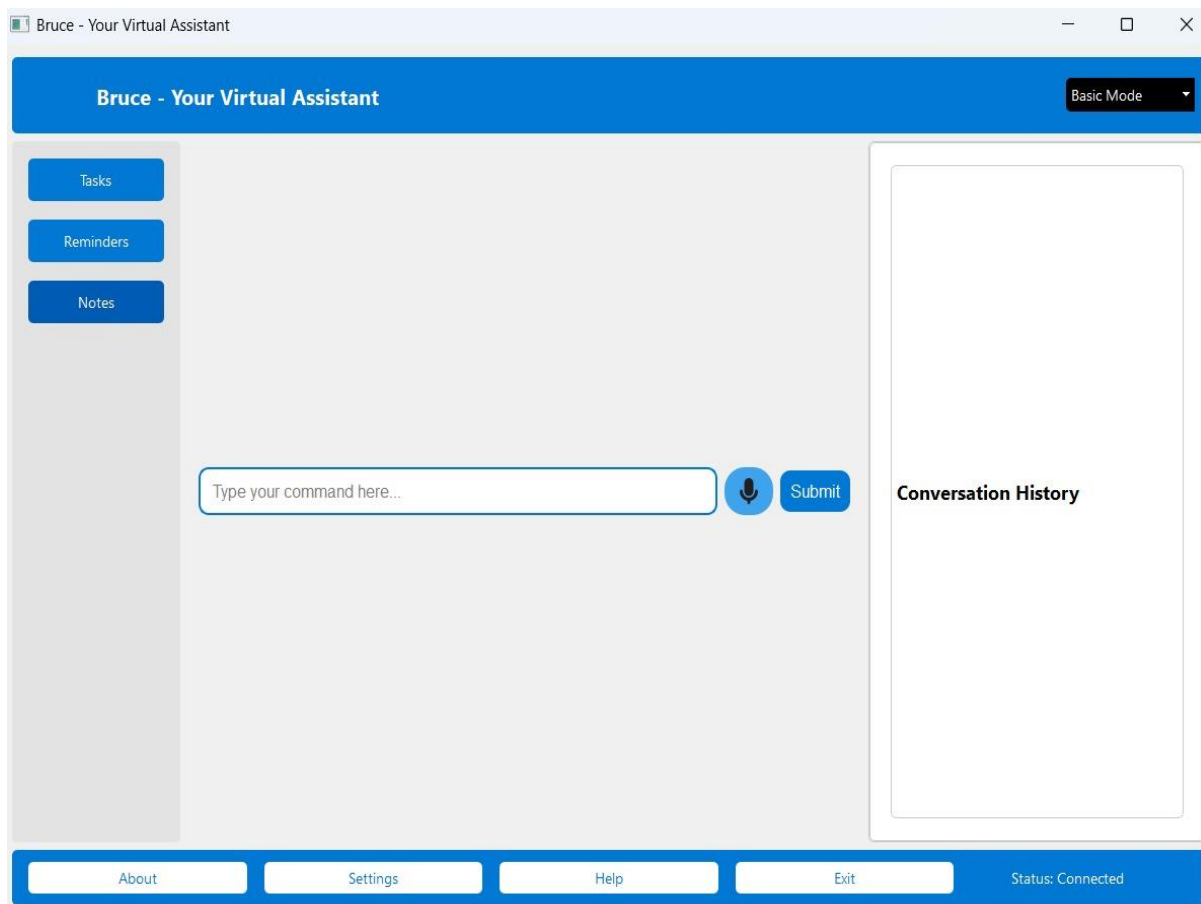 Bruce - Your Virtual Assistant
Bruce - Your Virtual Assistant
Basic Mode
Tasks
Reminders
Notes
Type your command here...
Submit
Conversation History
About
Settings
Help
Exit
Status: Connected